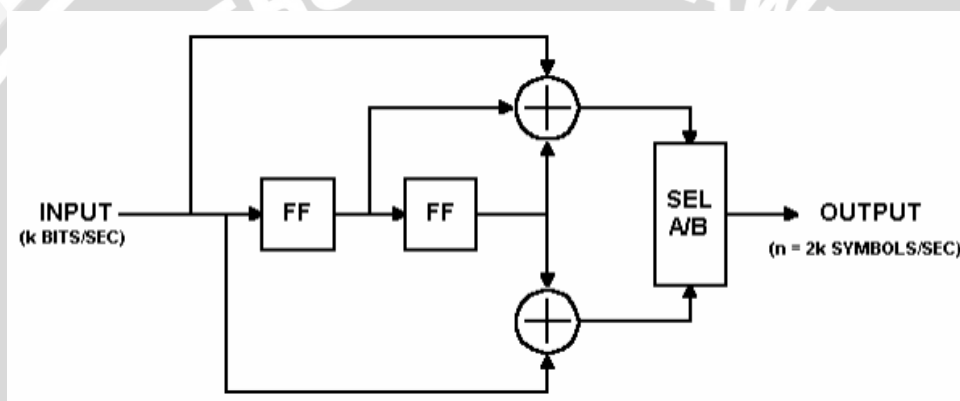 INPUT
(k BITS/SEC)
FF
FF
SEL
A/B
OUTPUT
(n = 2k SYMBOLS/SEC)